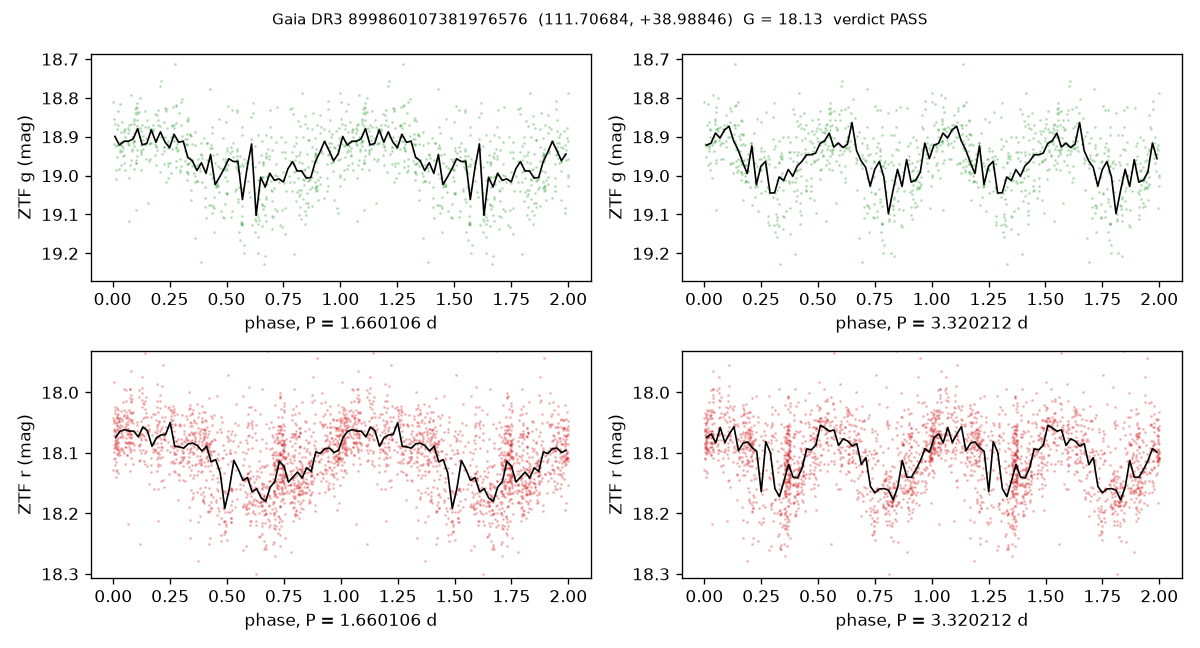 Gaia DR3 899860107381976576  (111.70684, +38.98846)  G = 18.13  verdict PASS
ZTF g (mag)
18.7
18.8
18.9
19.0
19.1
19.2
0.00 0.25 0.50 0.75 1.00 1.25 1.50 1.75 2.00
phase, P = 1.660106 d
ZTF g (mag)
18.7
18.8
18.9
19.0
19.1
19.2
0.00 0.25 0.50 0.75 1.00 1.25 1.50 1.75 2.00
phase, P = 3.320212 d
ZTF r (mag)
18.0
18.1
18.2
18.3
0.00 0.25 0.50 0.75 1.00 1.25 1.50 1.75 2.00
phase, P = 1.660106 d
ZTF r (mag)
18.0
18.1
18.2
18.3
0.00 0.25 0.50 0.75 1.00 1.25 1.50 1.75 2.00
phase, P = 3.320212 d